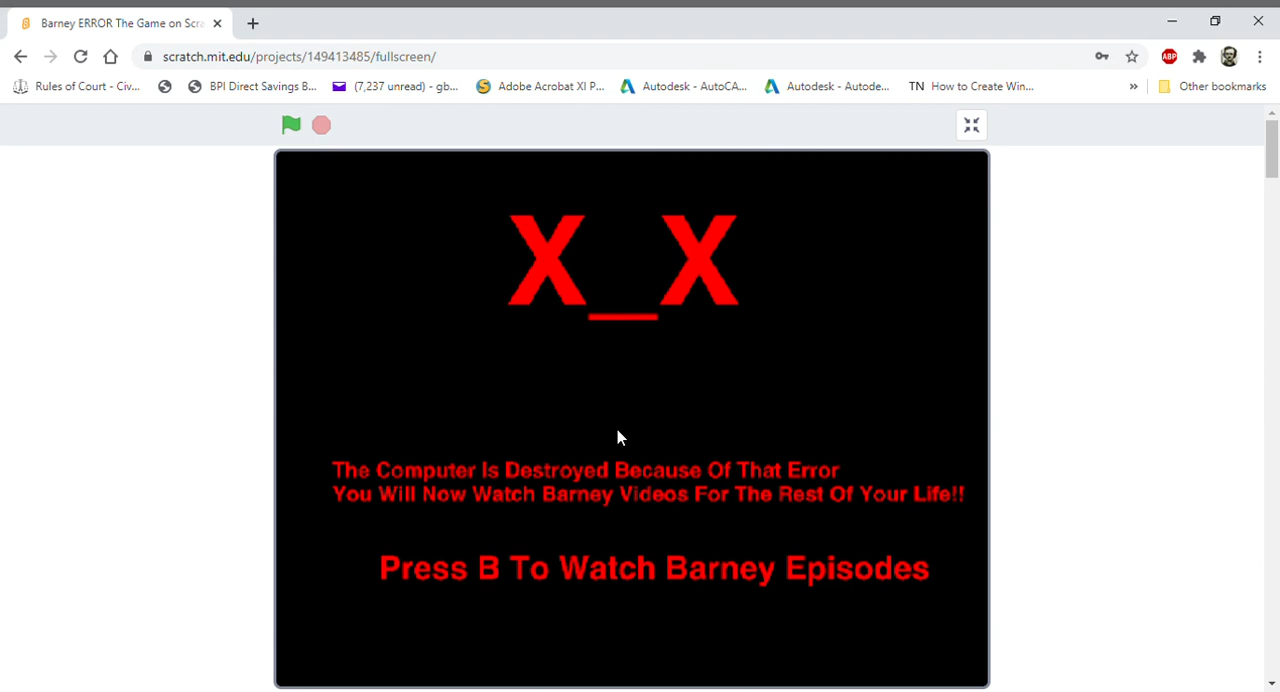 Barney ERROR The Game on Scra
scratch.mit.edu/projects/149413485/fullscreen/
ABP
Rules of Court - Civ... BPI Direct Savings B... (7,237 unread) - gb... Adobe Acrobat XI P... Autodesk - AutoCA... Autodesk - Autode... TN How to Create Win... » Other bookmarks
X_X
The Computer Is Destroyed Because Of That Error
You Will Now Watch Barney Videos For The Rest Of Your Life!!
Press B To Watch Barney Episodes